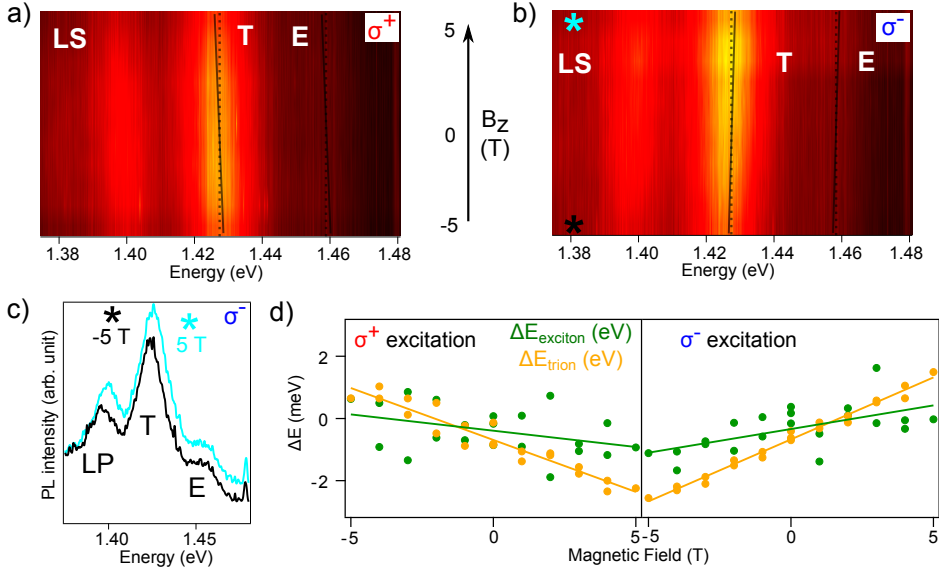 a)
LS
T
E
σ+
5
0
-5
B_Z
(T)
1.38
1.40
1.42
1.44
1.46
1.48
Energy (eV)
b)
*
LS
T
E
σ-
*
1.38
1.40
1.42
1.44
1.46
1.48
Energy (eV)
c)
*
-5 T
*
5 T
σ-
LP
T
E
PL intensity (arb. unit)
1.40
1.45
Energy (eV)
d)
σ+ excitation
ΔE_exciton (eV)
ΔE_trion (eV)
σ- excitation
ΔE (meV)
2
0
-2
-5
0
5
-5
0
5
Magnetic Field (T)